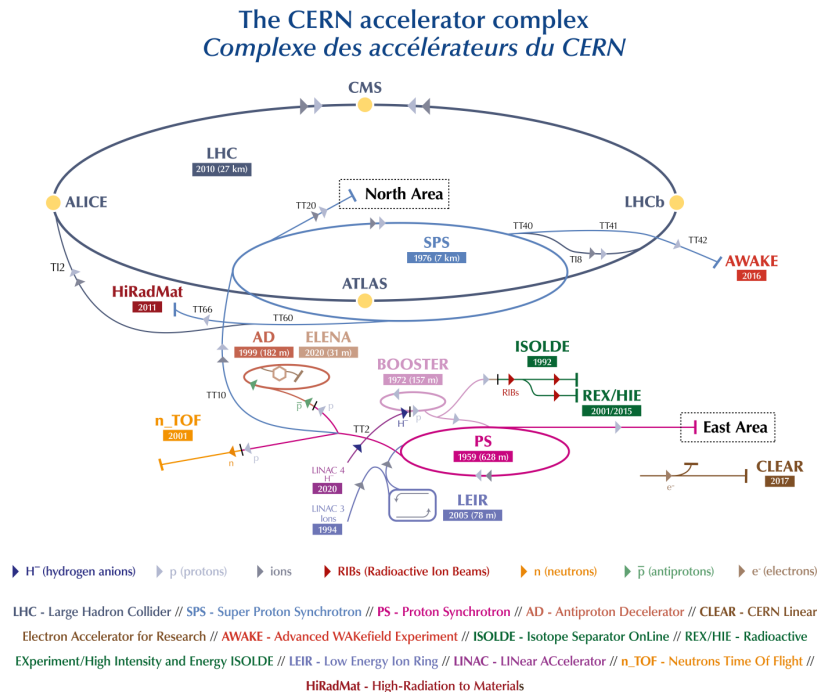 The CERN accelerator complex
Complexe des accélérateurs du CERN
CMS
LHC
2010 (27 km)
North Area
TT20
ALICE
LHCb
TT40
TT41
SPS
1976 (7 km)
TI8
TT42
AWAKE
2016
TI2
ATLAS
HiRadMat
2011
TT66
TT60
AD
1999 (182 m)
ELENA
2020 (31 m)
ISOLDE
1992
BOOSTER
1972 (157 m)
RIBs
REX/HIE
2001/2015
TT10
p̅
p
H⁻
p
n_TOF
2001
TT2
East Area
PS
1959 (628 m)
n
p
LINAC 4
H⁻
2020
CLEAR
2017
e⁻
LINAC 3
Ions
1994
LEIR
2005 (78 m)
H⁻ (hydrogen anions)
p (protons)
ions
RIBs (Radioactive Ion Beams)
n (neutrons)
p̅ (antiprotons)
e⁻ (electrons)
LHC - Large Hadron Collider // SPS - Super Proton Synchrotron // PS - Proton Synchrotron // AD - Antiproton Decelerator // CLEAR - CERN Linear
Electron Accelerator for Research // AWAKE - Advanced WAKefield Experiment // ISOLDE - Isotope Separator OnLine // REX/HIE - Radioactive
EXperiment/High Intensity and Energy ISOLDE // LEIR - Low Energy Ion Ring // LINAC - LINear ACcelerator // n_TOF - Neutrons Time Of Flight //
HiRadMat - High-Radiation to Materials